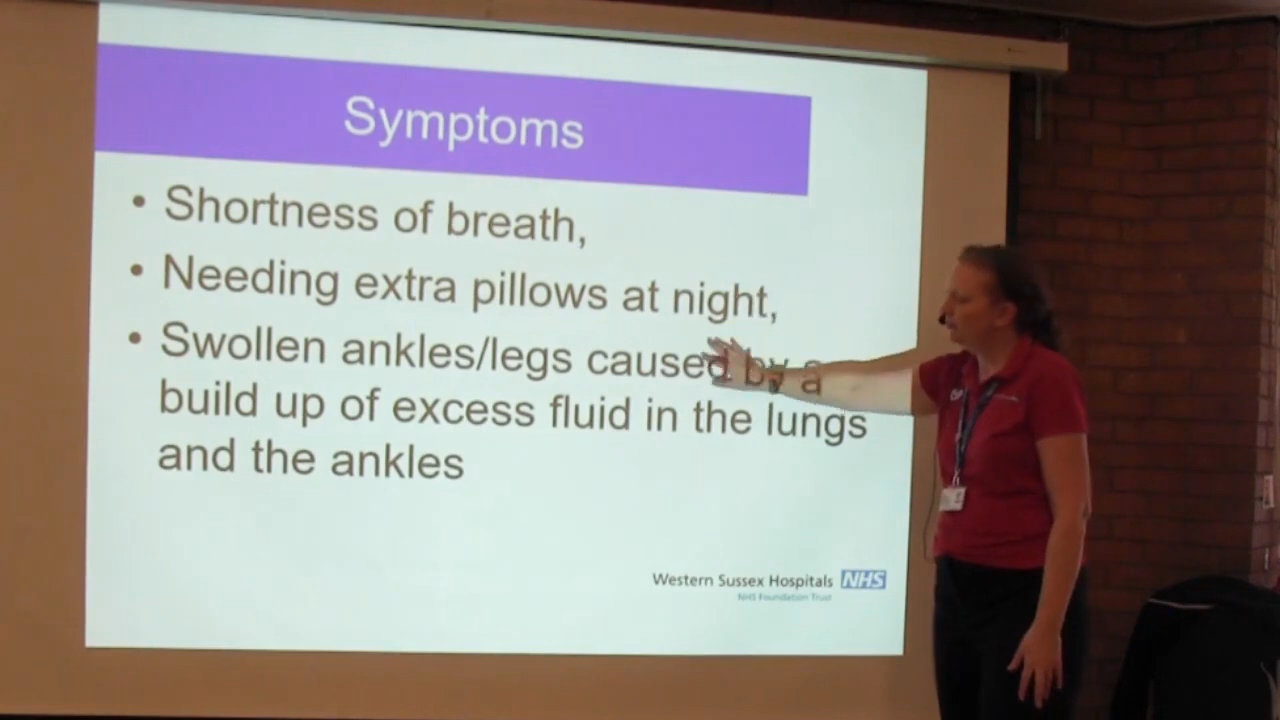 Symptoms
• Shortness of breath,
• Needing extra pillows at night,
• Swollen ankles/legs caused by a
build up of excess fluid in the lungs
and the ankles
Western Sussex Hospitals NHS
NHS Foundation Trust